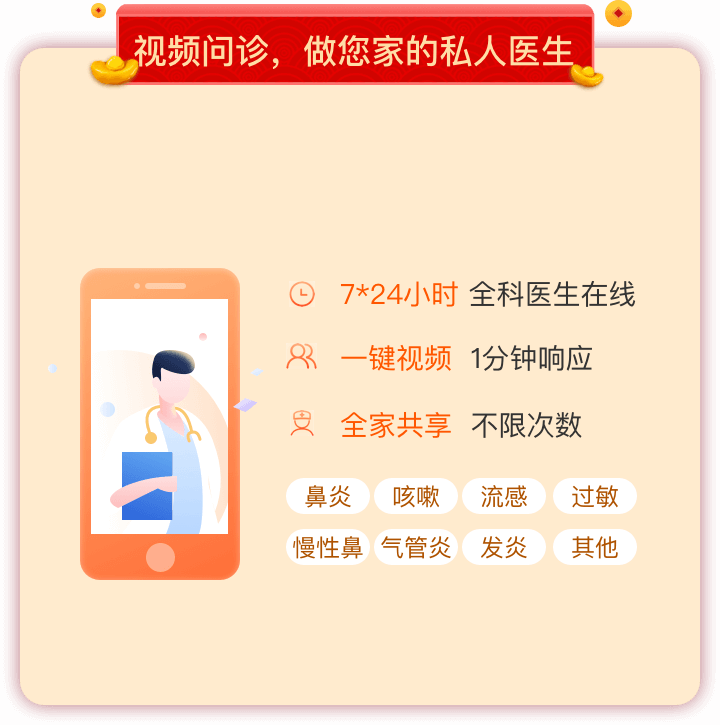 视频问诊，做您家的私人医生
7*24小时 全科医生在线
一键视频 1分钟响应
全家共享 不限次数
鼻炎 咳嗽 流感 过敏
慢性鼻 气管炎 发炎 其他